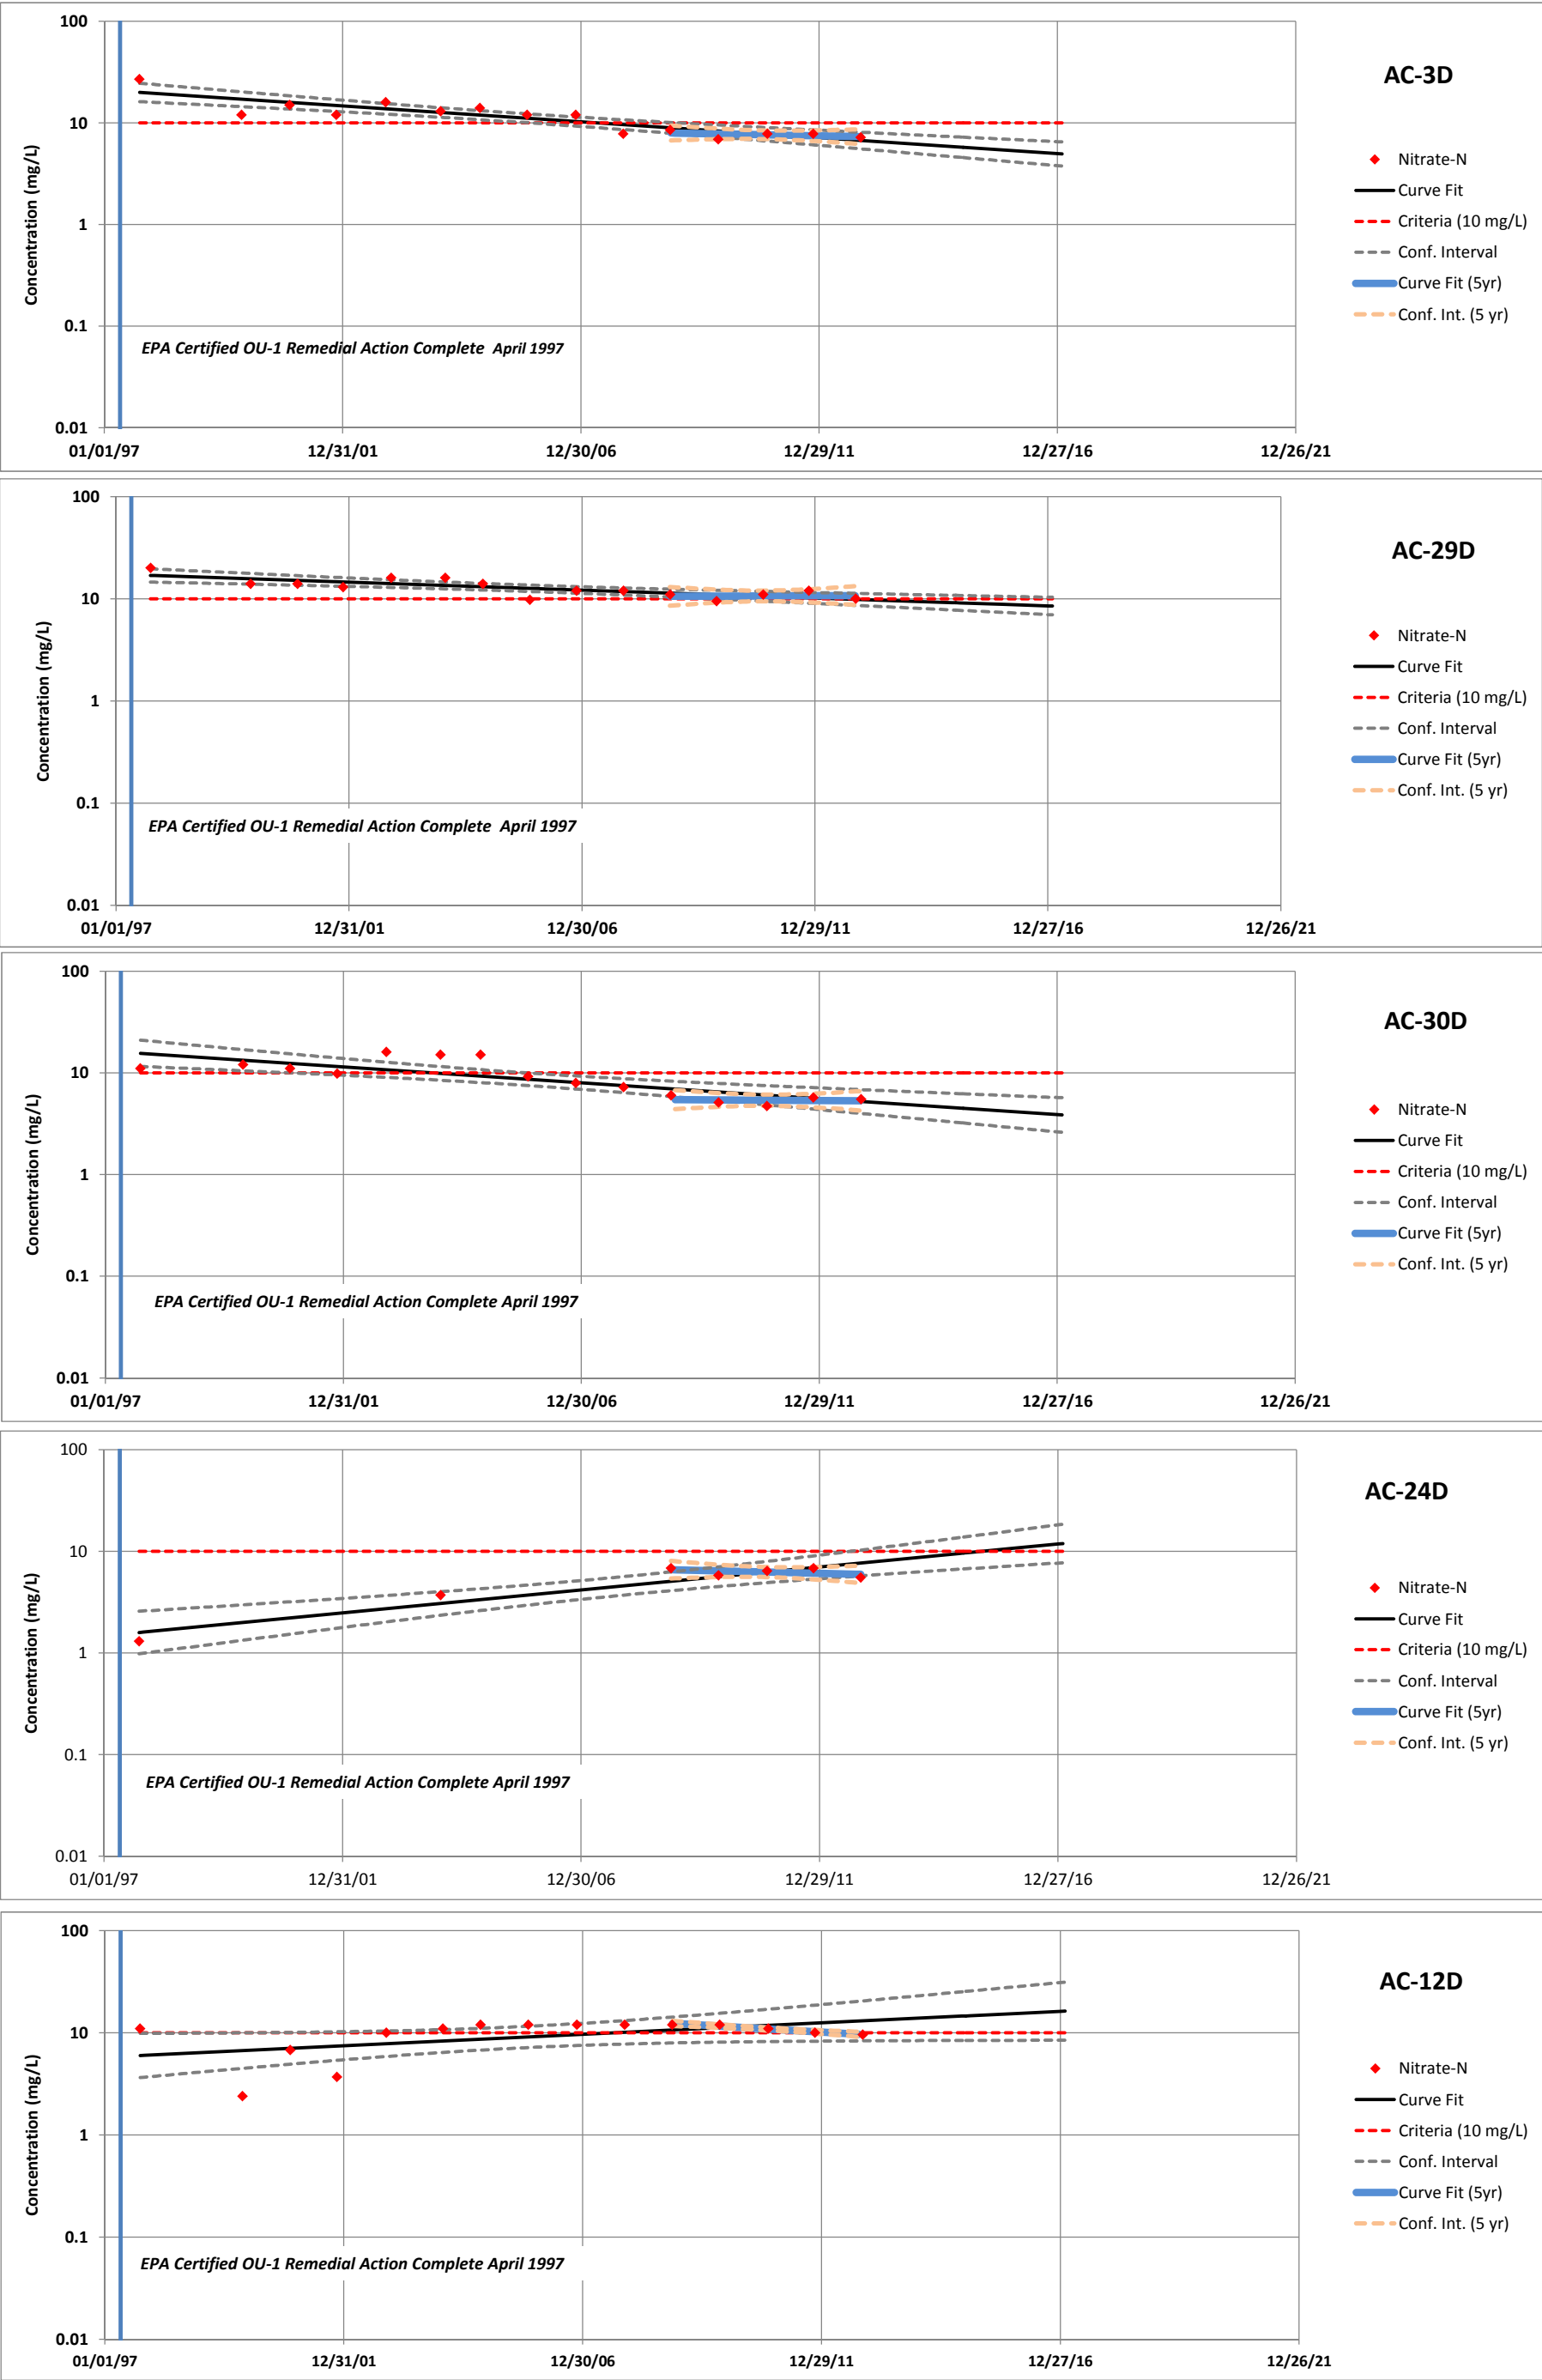 AC-3D
Concentration (mg/L)
100
10
1
0.1
0.01
EPA Certified OU-1 Remedial Action Complete April 1997
01/01/97 12/31/01 12/30/06 12/29/11 12/27/16 12/26/21
Nitrate-N
Curve Fit
Criteria (10 mg/L)
Conf. Interval
Curve Fit (5yr)
Conf. Int. (5 yr)
AC-29D
Concentration (mg/L)
100
10
1
0.1
0.01
EPA Certified OU-1 Remedial Action Complete April 1997
01/01/97 12/31/01 12/30/06 12/29/11 12/27/16 12/26/21
Nitrate-N
Curve Fit
Criteria (10 mg/L)
Conf. Interval
Curve Fit (5yr)
Conf. Int. (5 yr)
AC-30D
Concentration (mg/L)
100
10
1
0.1
0.01
EPA Certified OU-1 Remedial Action Complete April 1997
01/01/97 12/31/01 12/30/06 12/29/11 12/27/16 12/26/21
Nitrate-N
Curve Fit
Criteria (10 mg/L)
Conf. Interval
Curve Fit (5yr)
Conf. Int. (5 yr)
AC-24D
Concentration (mg/L)
100
10
1
0.1
0.01
EPA Certified OU-1 Remedial Action Complete April 1997
01/01/97 12/31/01 12/30/06 12/29/11 12/27/16 12/26/21
Nitrate-N
Curve Fit
Criteria (10 mg/L)
Conf. Interval
Curve Fit (5yr)
Conf. Int. (5 yr)
AC-12D
Concentration (mg/L)
100
10
1
0.1
0.01
EPA Certified OU-1 Remedial Action Complete April 1997
01/01/97 12/31/01 12/30/06 12/29/11 12/27/16 12/26/21
Nitrate-N
Curve Fit
Criteria (10 mg/L)
Conf. Interval
Curve Fit (5yr)
Conf. Int. (5 yr)